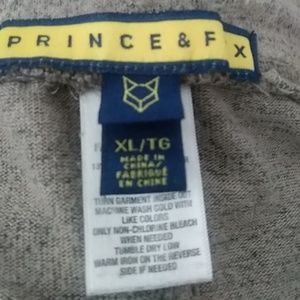 PRINCE & F X
XL/TG
MADE IN
CHINA/
FABRIQUÉ
EN CHINE
TURN GARMENT INSIDE OUT
MACHINE WASH COLD WITH
LIKE COLORS
ONLY NON-CHLORINE BLEACH
WHEN NEEDED
TUMBLE DRY LOW
WARM IRON ON THE REVERSE
SIDE IF NEEDED